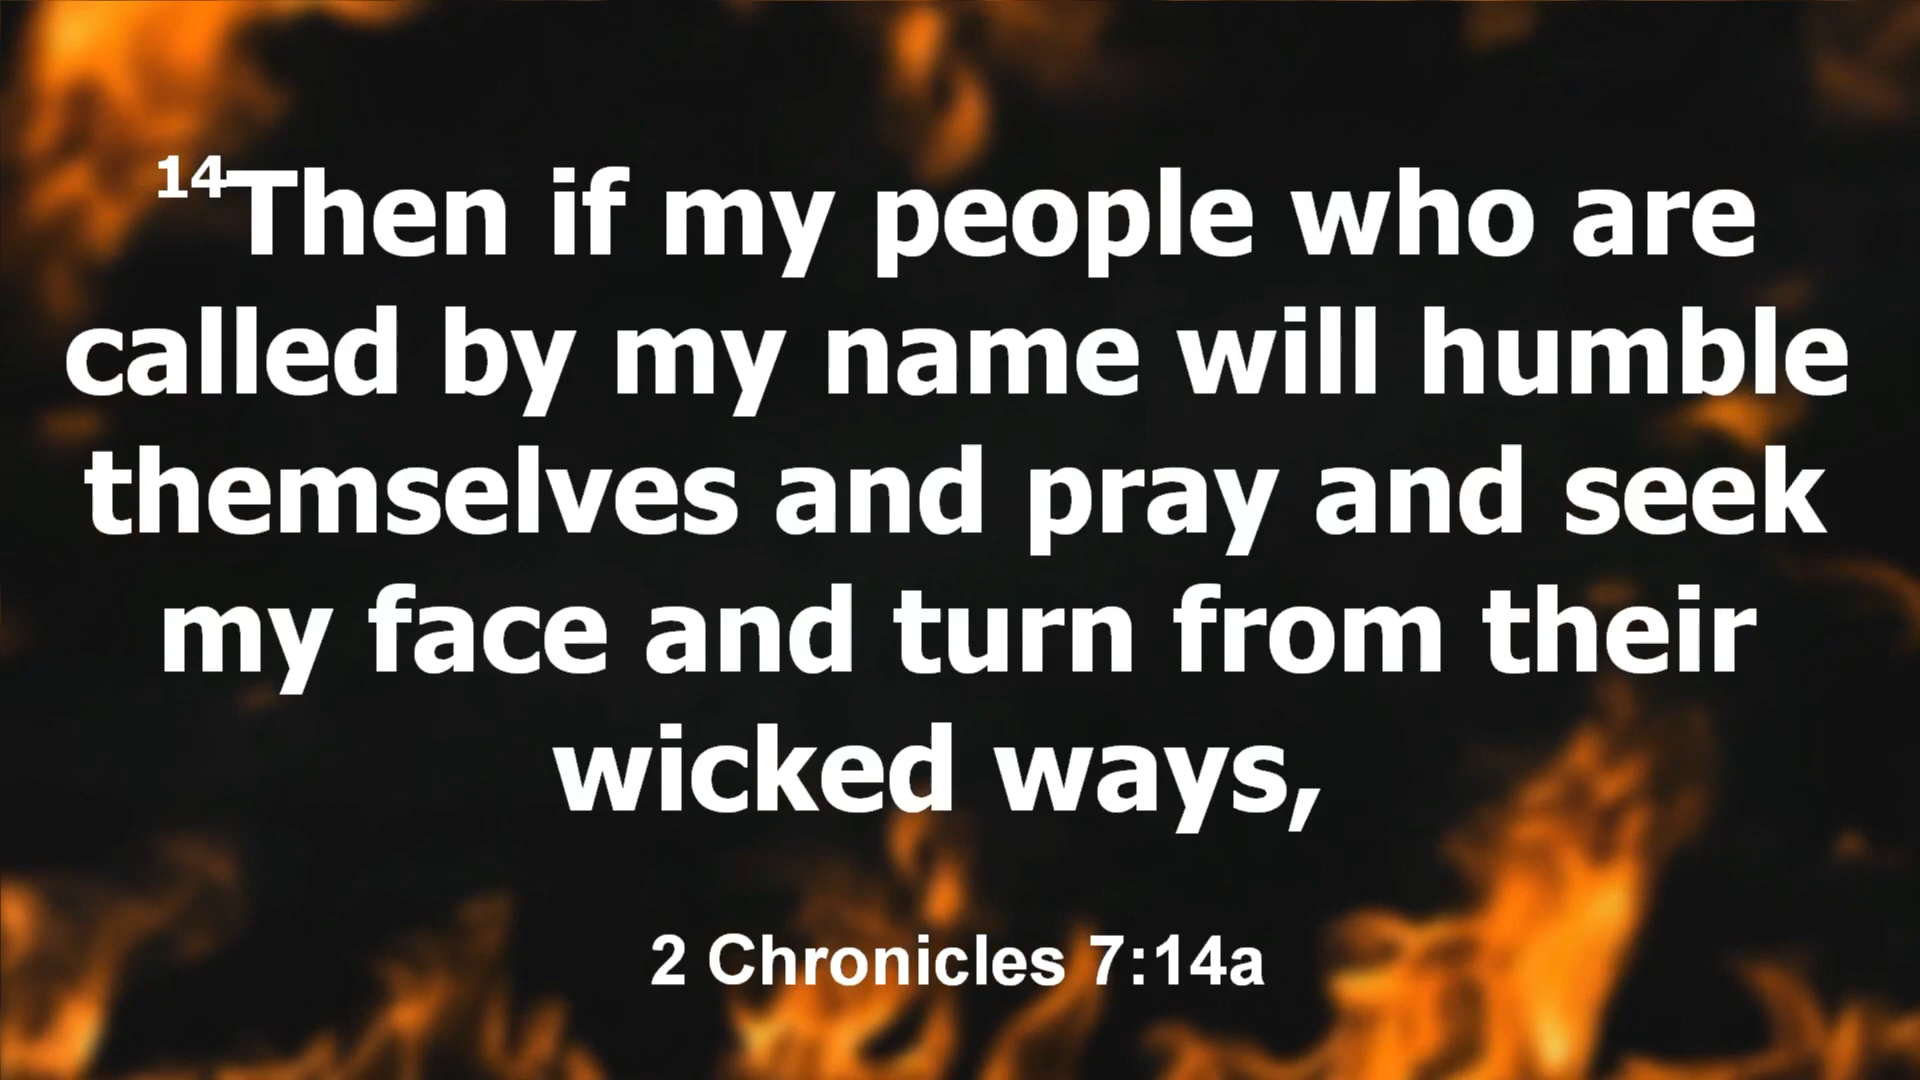 14Then if my people who are
called by my name will humble
themselves and pray and seek
my face and turn from their
wicked ways,
2 Chronicles 7:14a